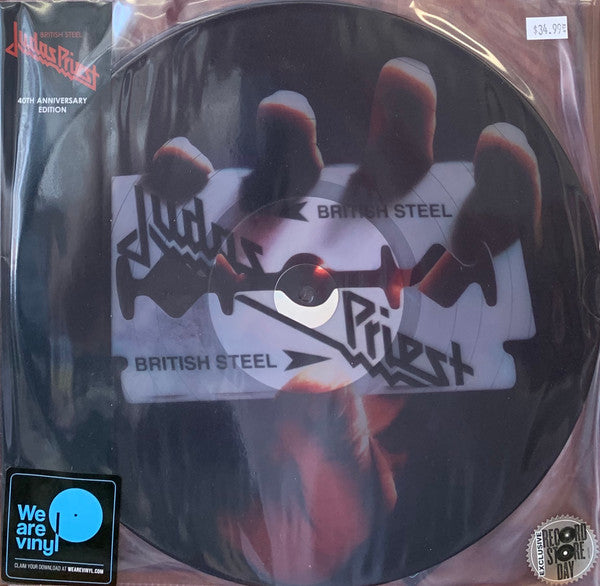 BRITISH STEEL
Judas Priest
40TH ANNIVERSARY
EDITION
$34.99
Judas
BRITISH STEEL
Priest
BRITISH STEEL
We
are
vinyl
CLAIM YOUR DOWNLOAD AT WEAREVINYL.COM
EXCLUSIVE
RECORD
STORE
DAY